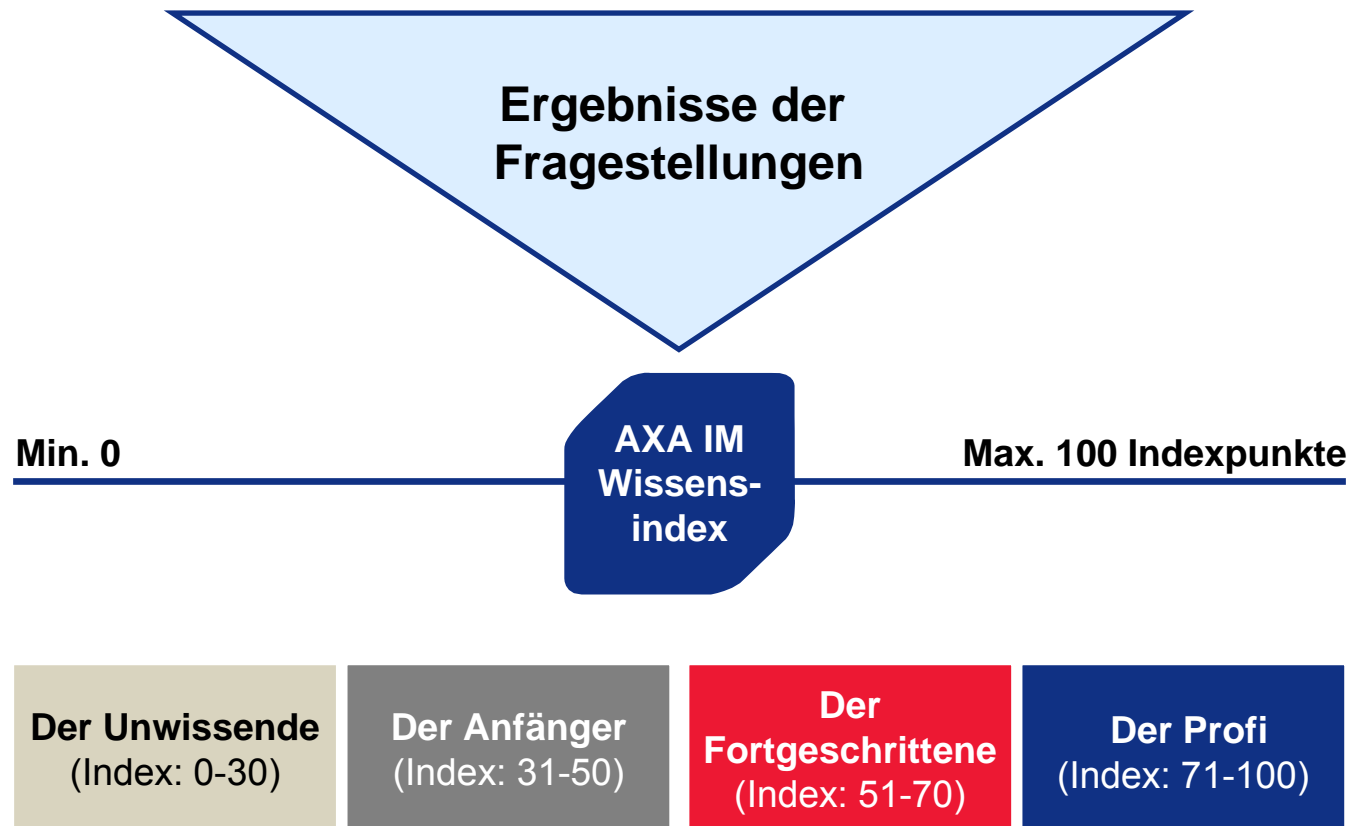 Ergebnisse der
Fragestellungen
Min. 0
AXA IM
Wissens-
index
Max. 100 Indexpunkte
Der Unwissende
(Index: 0-30)
Der Anfänger
(Index: 31-50)
Der
Fortgeschrittene
(Index: 51-70)
Der Profi
(Index: 71-100)